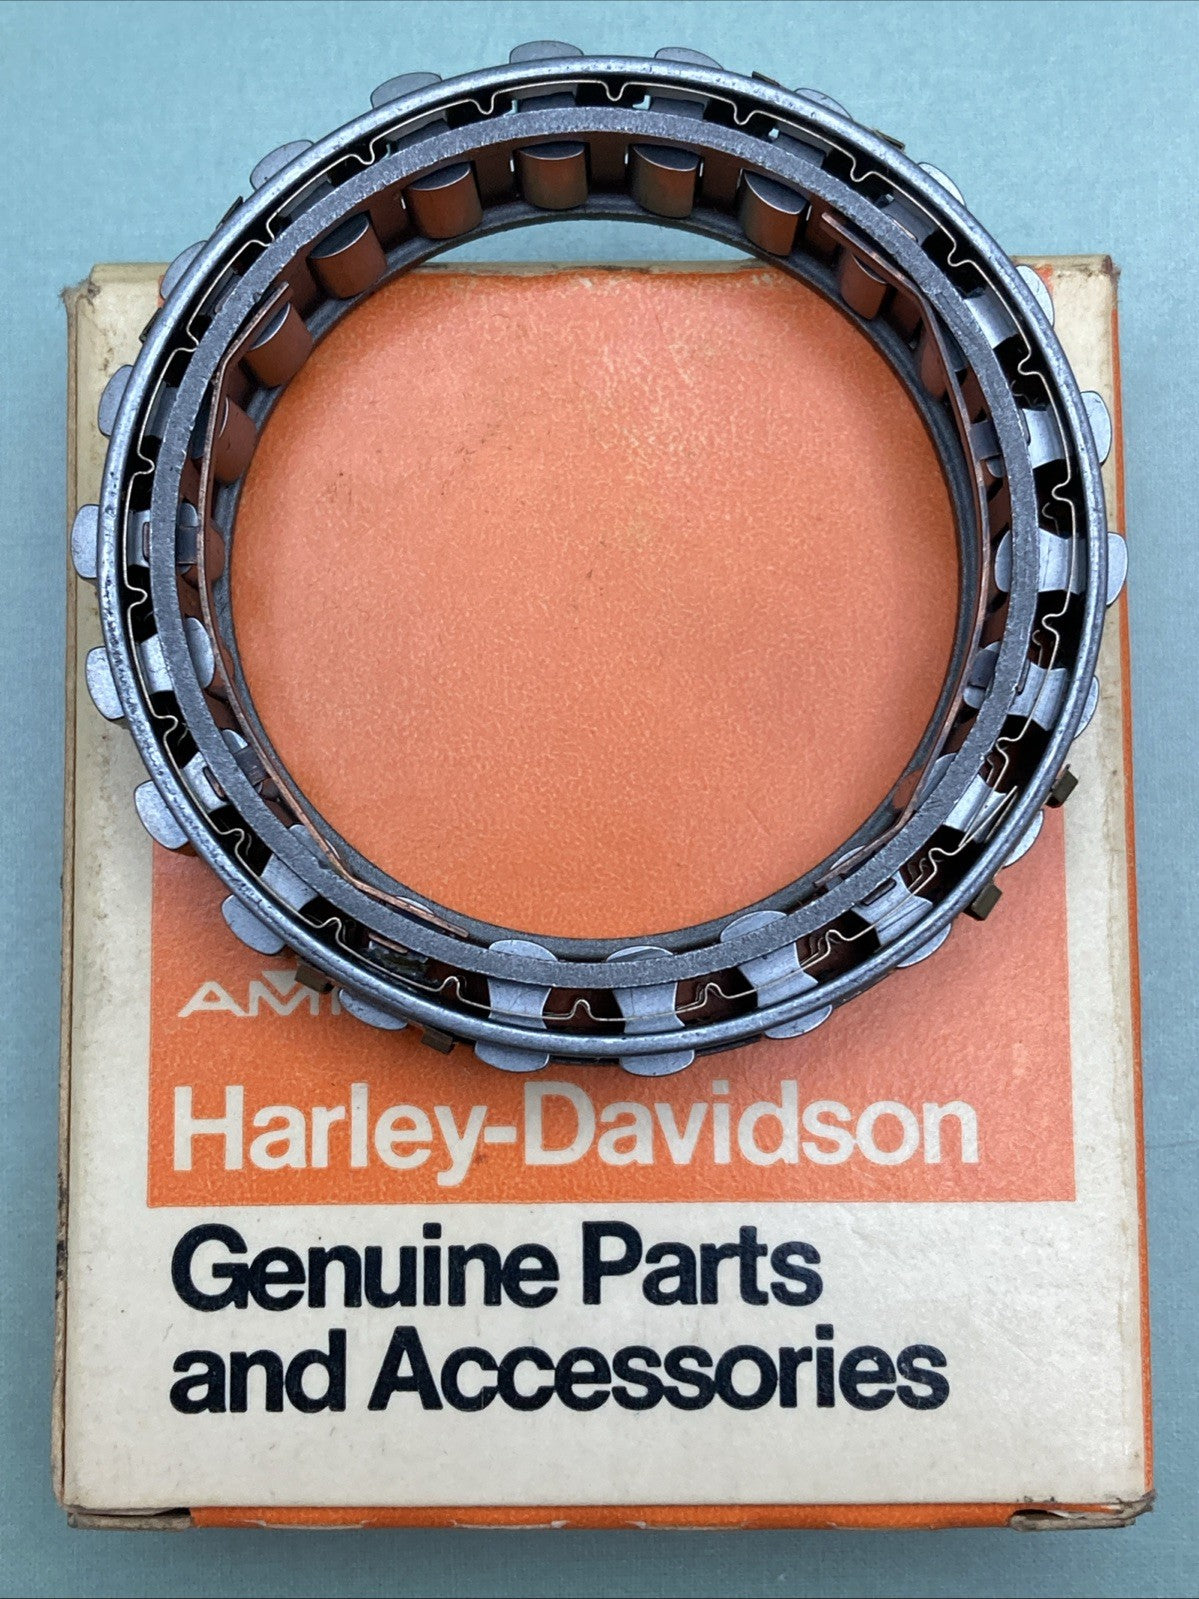 Harley-Davidson
Genuine Parts
and Accessories